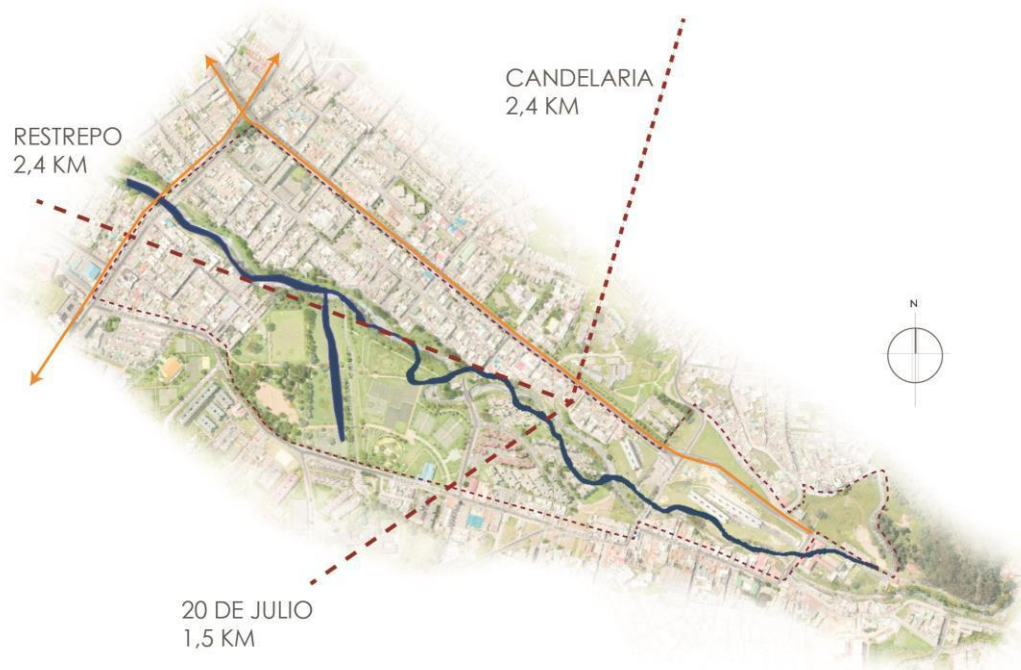 CANDELARIA
2,4 KM
RESTREPO
2,4 KM
N
20 DE JULIO
1,5 KM